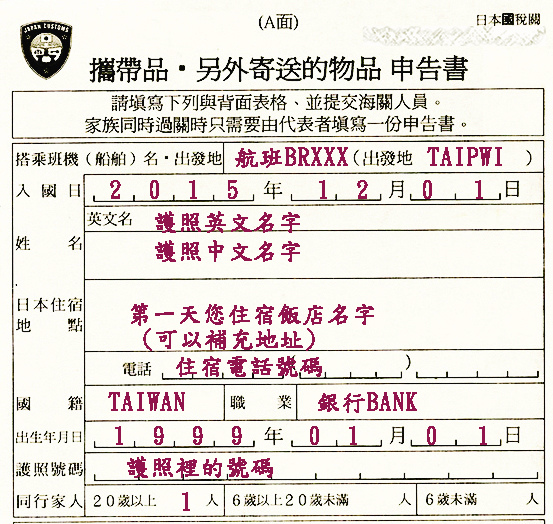 (A面)
日本國稅關
JAPAN CUSTOMS
攜帶品・另外寄送的物品 申告書
請填寫下列與背面表格、並提交海關人員。
家族同時過關時只需要由代表者填寫一份申告書。
搭乘班機(船舶)名・出發地 航班BRXXX(出發地 TAIPWI )
入國日 2015年12月01日
英文名 護照英文名字
姓 名 護照中文名字
日本住宿 第一天您住宿飯店名字
地 點 (可以補充地址)
電話 住宿電話號碼 )
國 籍 TAIWAN 職 業 銀行BANK
出生年月日 1999年01月01日
護照號碼 護照裡的號碼
同行家人 20歲以上 1 人 6歲以上20歲未滿 人 6歲未滿 人